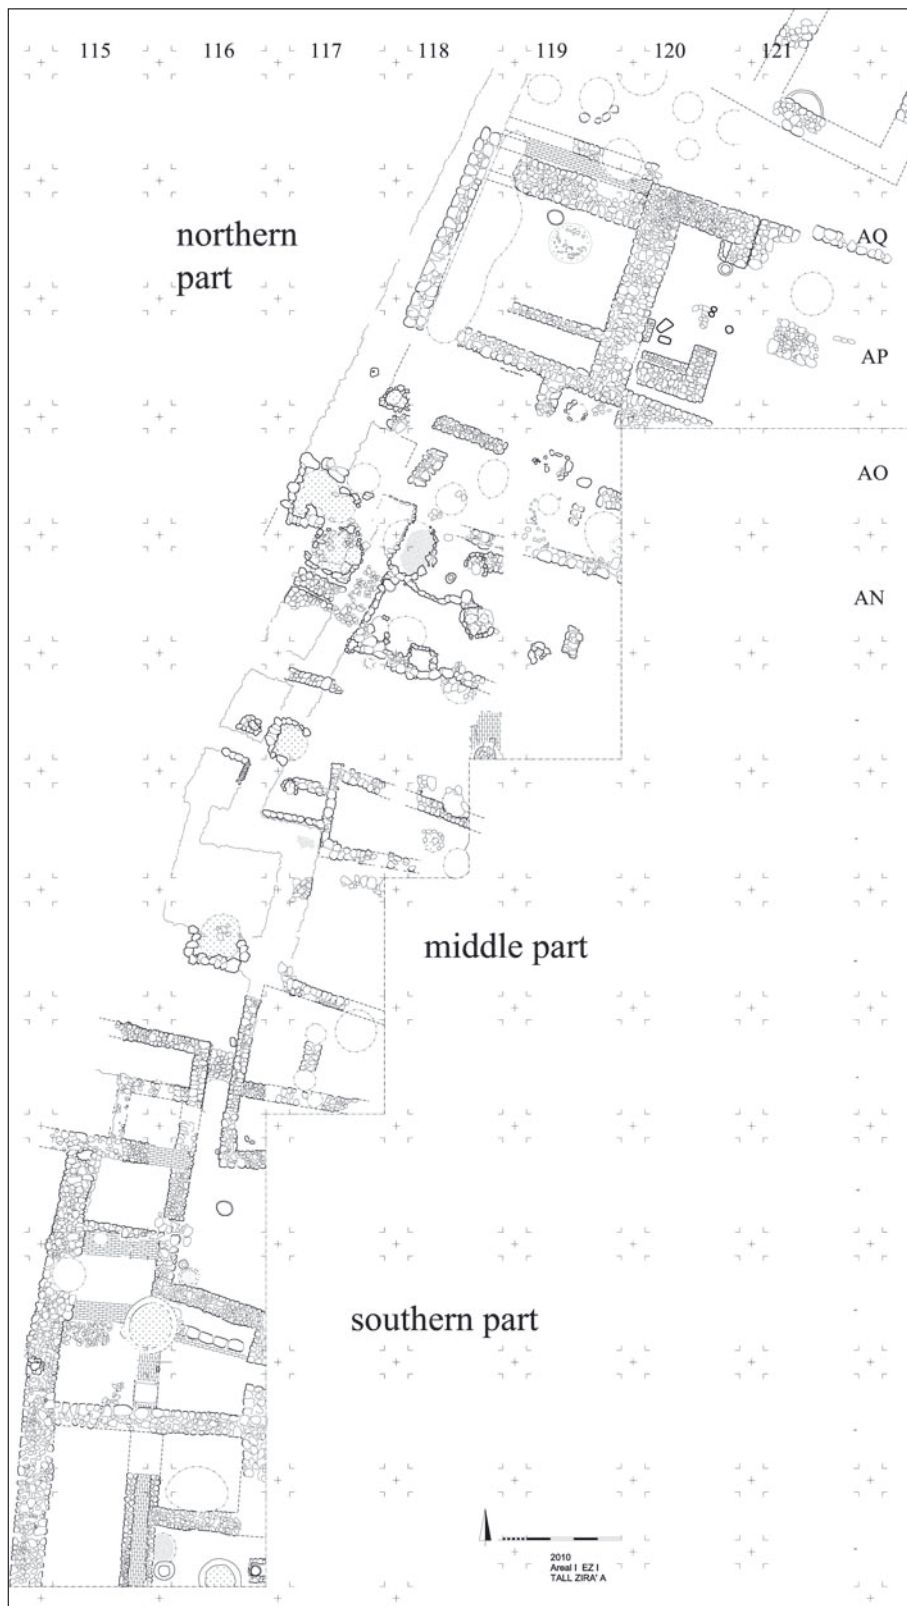 115 116 117 118 119 120 121
northern
part
AQ
AP
AO
AN
middle part
southern part
2010
Areal I EZ I
TALL ZIRAʿA